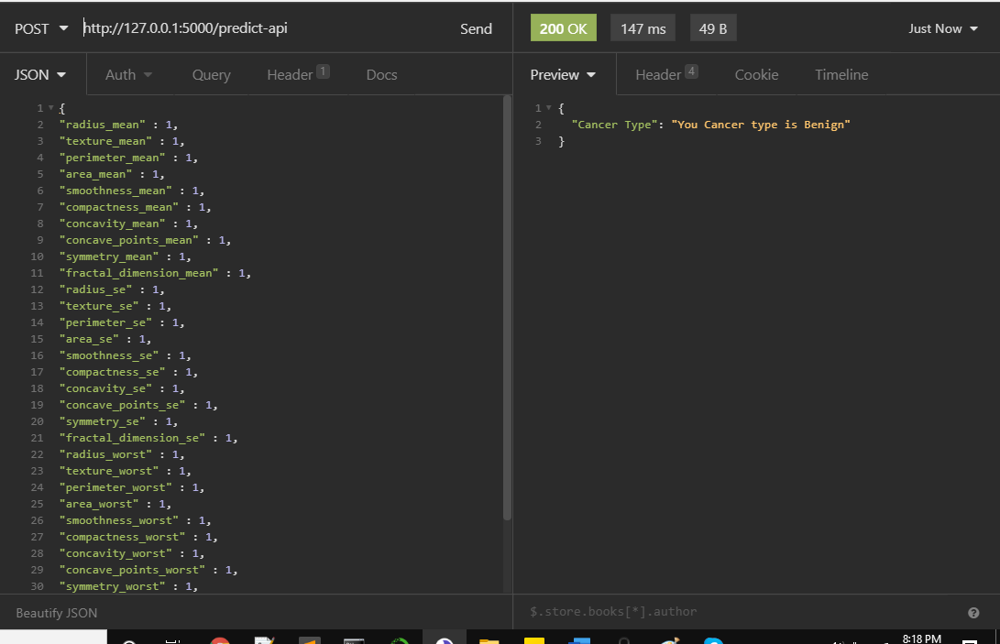 POST http://127.0.0.1:5000/predict-api Send 200 OK 147 ms 49 B Just Now
JSON Auth Query Header 1 Docs Preview Header 4 Cookie Timeline
1 {
2 "radius_mean" : 1,
3 "texture_mean" : 1,
4 "perimeter_mean" : 1,
5 "area_mean" : 1,
6 "smoothness_mean" : 1,
7 "compactness_mean" : 1,
8 "concavity_mean" : 1,
9 "concave_points_mean" : 1,
10 "symmetry_mean" : 1,
11 "fractal_dimension_mean" : 1,
12 "radius_se" : 1,
13 "texture_se" : 1,
14 "perimeter_se" : 1,
15 "area_se" : 1,
16 "smoothness_se" : 1,
17 "compactness_se" : 1,
18 "concavity_se" : 1,
19 "concave_points_se" : 1,
20 "symmetry_se" : 1,
21 "fractal_dimension_se" : 1,
22 "radius_worst" : 1,
23 "texture_worst" : 1,
24 "perimeter_worst" : 1,
25 "area_worst" : 1,
26 "smoothness_worst" : 1,
27 "compactness_worst" : 1,
28 "concavity_worst" : 1,
29 "concave_points_worst" : 1,
30 "symmetry_worst" : 1,
1 {
2 "Cancer Type": "You Cancer type is Benign"
3 }
Beautify JSON $.store.books[*].author
8:18 PM